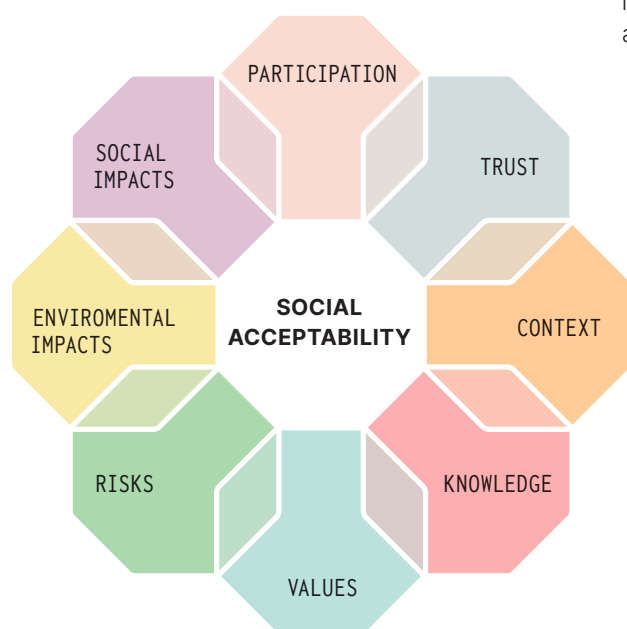 PARTICIPATION
TRUST
CONTEXT
KNOWLEDGE
VALUES
RISKS
ENVIROMENTAL
IMPACTS
SOCIAL
IMPACTS
SOCIAL
ACCEPTABILITY